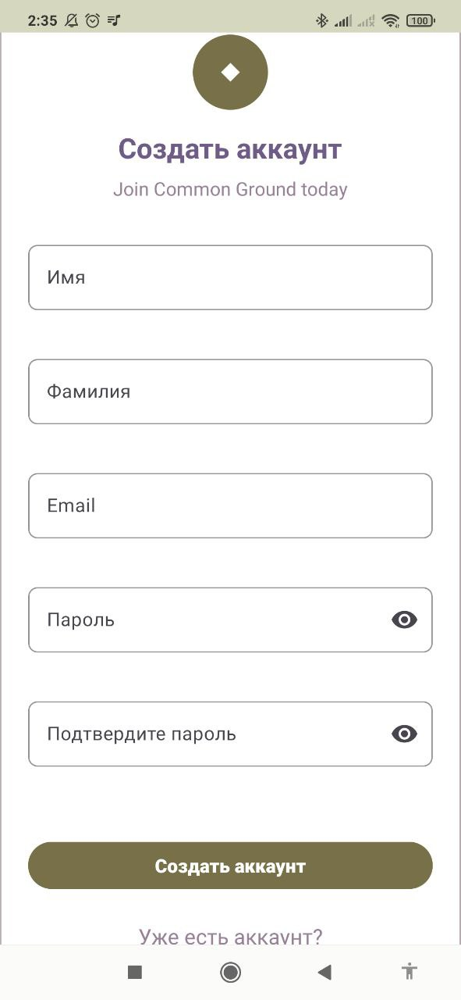 2:35
100
Создать аккаунт
Join Common Ground today
Имя
Фамилия
Email
Пароль
Подтвердите пароль
Создать аккаунт
Уже есть аккаунт?